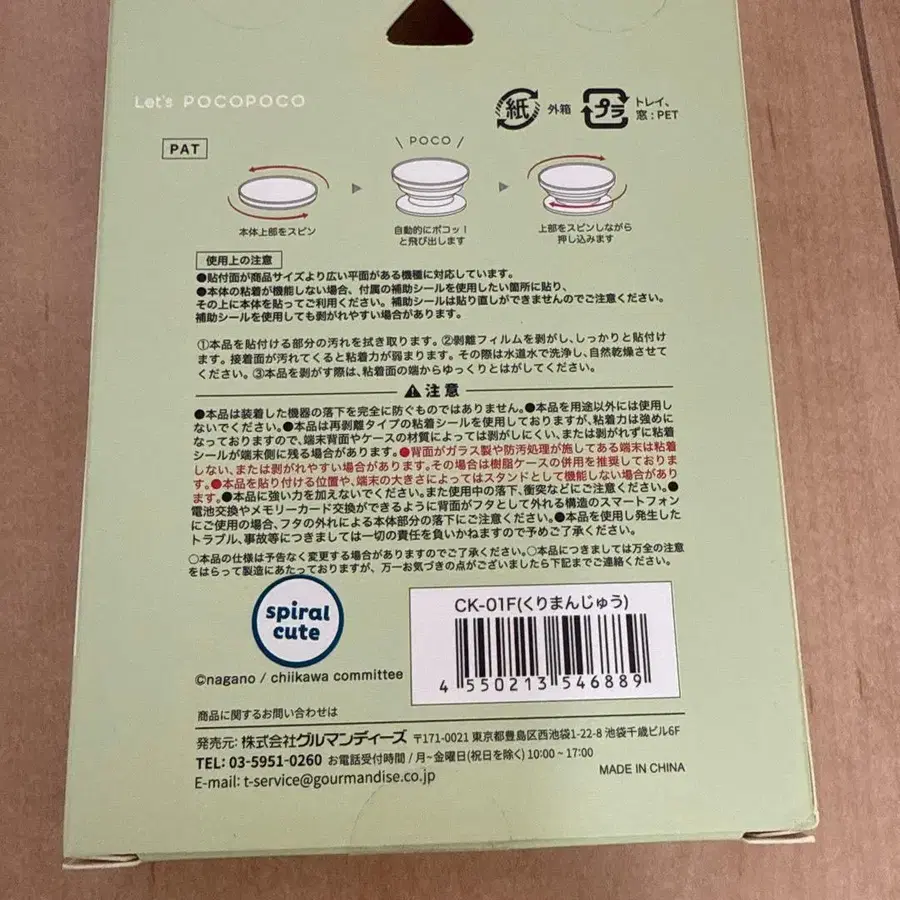 Let's POCOPOCO
紙 外箱
プラ トレイ、
窓:PET
PAT
\ POCO /
本体上部をスピン
自動的にポコッ!
と飛び出します
上部をスピンしながら
押し込みます
使用上の注意
●貼付面が商品サイズより広い平面がある機種に対応しています。
●本体の粘着が機能しない場合、付属の補助シールを使用したい箇所に貼り、
その上に本体を貼ってご利用ください。補助シールは貼り直しができませんのでご注意ください。
補助シールを使用しても剥がれやすい場合があります。
①本品を貼付ける部分の汚れを拭き取ります。②剥離フィルムを剥がし、しっかりと貼付け
ます。接着面が汚れてくると粘着力が弱まります。その際は水道水で洗浄し、自然乾燥させて
ください。③本品を剥がす際は、粘着面の端からゆっくりとはがしてください。
⚠注意
●本品は装着した機器の落下を完全に防ぐものではありません。●本品を用途以外には使用し
ないでください。●本品は再剥離タイプの粘着シールを使用しておりますが、粘着力は強めに
なっておりますので、端末背面やケースの材質によっては剥がしにくい、または剥がれずに粘着
シールが端末側に残る場合があります。●背面がガラス製や防汚処理が施してある端末は粘着
しない、または剥がれやすい場合があります。その場合は樹脂ケースの併用を推奨しておりま
す。●本品を貼り付ける位置や、端末の大きさによってはスタンドとして機能しない場合があり
ます。●本品に強い力を加えないでください。また使用中の落下、衝突などにご注意ください。●
電池交換やメモリーカード交換ができるように背面がフタとして外れる構造のスマートフォン
にご使用の場合、フタの外れによる本体部分の落下にご注意ください。●本品を使用し発生した
トラブル、事故等につきましては一切の責任を負いかねますので予めご了承ください。
○本品の仕様は予告なく変更する場合がありますのでご了承ください。○本品につきましては万全の注意
をはらって製造にあたっておりますが、万一お気づきの点がございましたら下記までご連絡ください。
spiral
cute
CK-01F(くりまんじゅう)
4 550213 546889
©nagano / chiikawa committee
商品に関するお問い合わせは
発売元: 株式会社グルマンディーズ 〒171-0021 東京都豊島区西池袋1-22-8 池袋千歳ビル6F
TEL: 03-5951-0260 お電話受付時間 / 月~金曜日(祝日を除く) 10:00 ~ 17:00
E-mail: t-service@gourmandise.co.jp
MADE IN CHINA